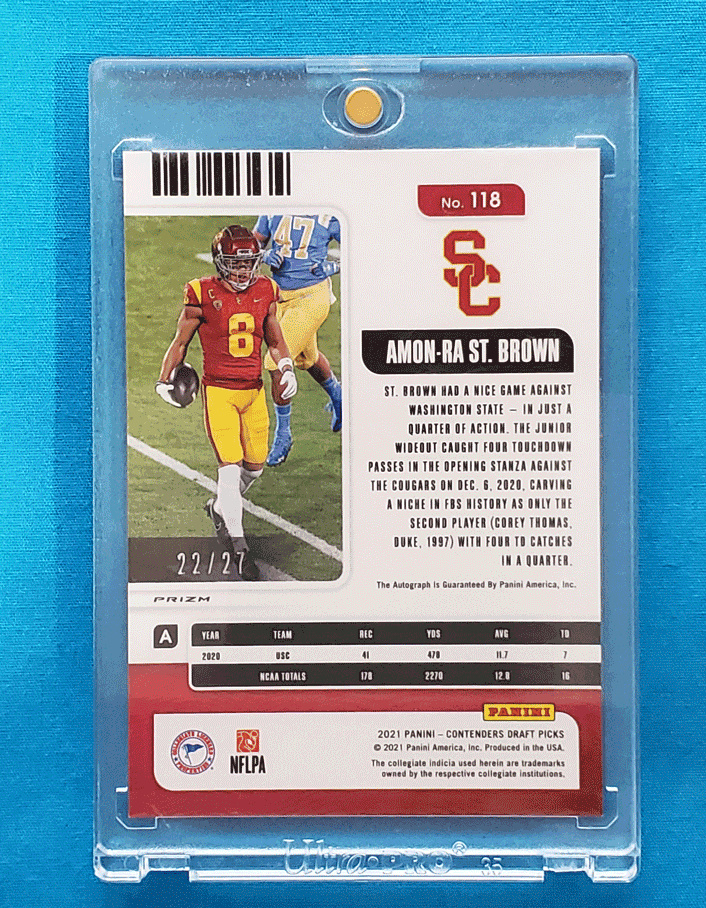 No. 118
SC
47
8
AMON-RA ST. BROWN
ST. BROWN HAD A NICE GAME AGAINST
WASHINGTON STATE – IN JUST A
QUARTER OF ACTION. THE JUNIOR
WIDEOUT CAUGHT FOUR TOUCHDOWN
PASSES IN THE OPENING STANZA AGAINST
THE COUGARS ON DEC. 6, 2020, CARVING
A NICHE IN FBS HISTORY AS ONLY THE
SECOND PLAYER (COREY THOMAS,
DUKE, 1997) WITH FOUR TD CATCHES
IN A QUARTER.
The Autograph Is Guaranteed By Panini America, Inc.
22/27
PRIZM
A
YEAR TEAM REC YDS AVG TD
2020 USC 41 478 11.7 7
NCAA TOTALS 178 2270 12.8 16
PANINI
2021 PANINI – CONTENDERS DRAFT PICKS
© 2021 Panini America, Inc. Produced in the USA.
The collegiate indicia used herein are trademarks
owned by the respective collegiate institutions.
COLLEGIATE LICENSED PRODUCT
NFLPA
Ultra·PRO® 35